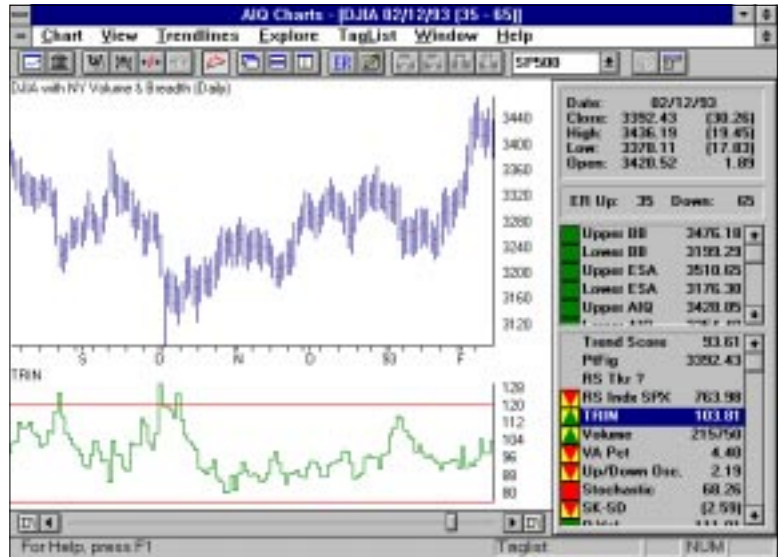 AIQ Charts - [DJIA 02/12/93 (35 - 65)]
Chart View Trendlines Explore TagList Window Help
ER SP500
DJIA with NY Volume & Breadth (Daily)
3440
3400
3360
3320
3280
3240
3200
3160
3120
S O N D 93 F
TRIN
128
120
112
104
96
88
80
Date: 02/12/93
Close: 3392.43 (30.26)
High: 3436.19 (19.45)
Low: 3378.11 (17.83)
Open: 3420.52 1.89
ER Up: 35 Down: 65
Upper BB 3476.18
Lower BB 3199.29
Upper ESA 3510.65
Lower ESA 3176.30
Upper AIQ 3428.05
Trend Score 93.61
PtFig 3392.43
RS Tkr ?
RS Indx SPX 763.98
TRIN 103.81
Volume 215750
VA Pct 4.40
Up/Down Osc. 2.19
Stochastic 68.26
SK-SD (2.59)
For Help, press F1
Taglist
NUM